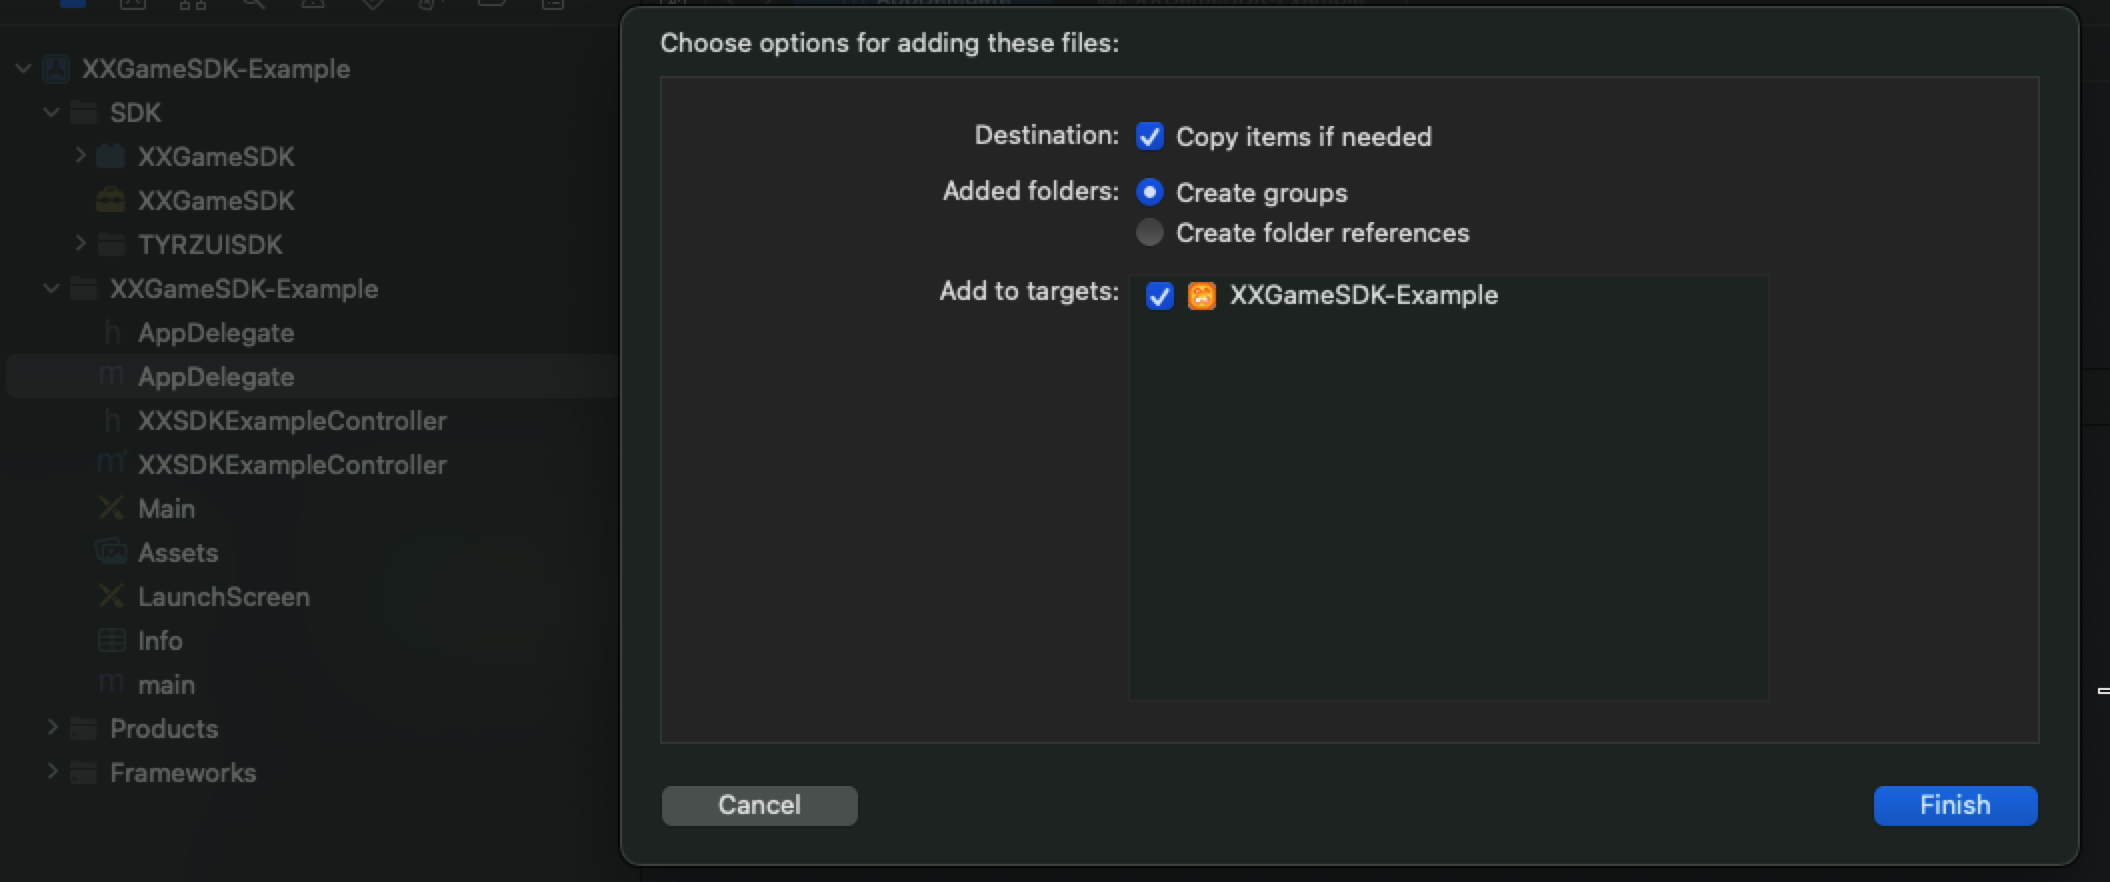 XXGameSDK-Example
SDK
XXGameSDK
XXGameSDK
TYRZUISDK
XXGameSDK-Example
h AppDelegate
m AppDelegate
h XXSDKExampleController
m XXSDKExampleController
Main
Assets
LaunchScreen
Info
m main
Products
Frameworks
Choose options for adding these files:
Destination: Copy items if needed
Added folders: Create groups
Create folder references
Add to targets: XXGameSDK-Example
Cancel
Finish